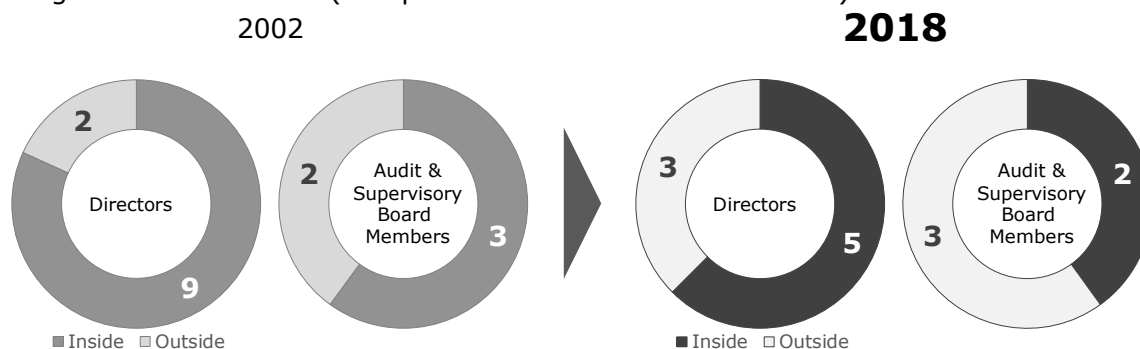 2002
2018
2
9
Directors
2
3
Audit &
Supervisory
Board
Members
3
5
Directors
3
2
Audit &
Supervisory
Board
Members
Inside Outside
Inside Outside